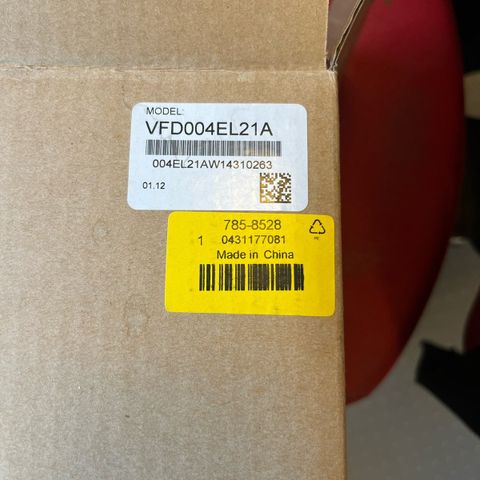 MODEL:
VFD004EL21A
004EL21AW14310263
01.12
785-8528
1 0431177081
Made in China